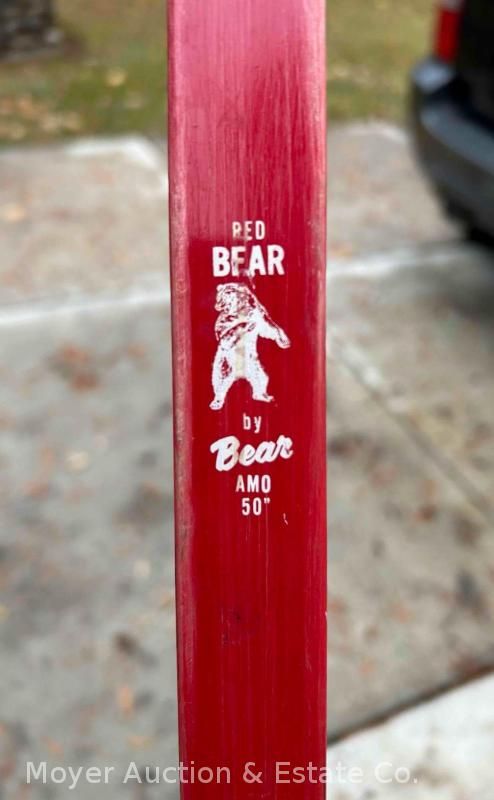 RED
BEAR
by
Bear
AMO
50"
Moyer Auction & Estate Co.